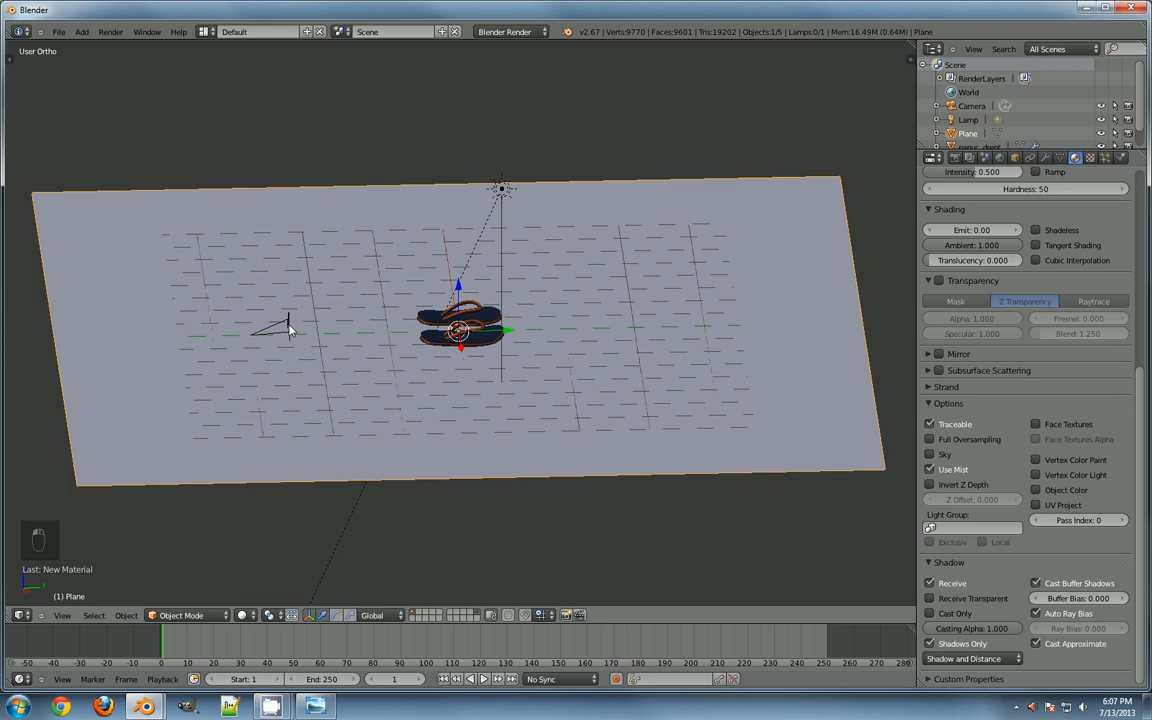 Blender
File Add Render Window Help Default Scene Blender Render v2.67 | Verts:9770 | Faces:9601 | Tris:19202 | Objects:1/5 | Lamps:0/1 | Mem:16.49M (0.64M) | Plane
User Ortho
View Search All Scenes
Scene
RenderLayers
World
Camera
Lamp
Plane
Intensity: 0.500 Ramp
Hardness: 50
Shading
Emit: 0.00 Shadeless
Ambient: 1.000 Tangent Shading
Translucency: 0.000 Cubic Interpolation
Transparency
Mask Z Transparency Raytrace
Alpha: 1.000 Fresnel: 0.000
Specular: 1.000 Blend: 1.250
Mirror
Subsurface Scattering
Strand
Options
Traceable Face Textures
Full Oversampling Face Textures Alpha
Sky Vertex Color Paint
Use Mist Vertex Color Light
Invert Z Depth Object Color
Z Offset: 0.000 UV Project
Light Group: Pass Index: 0
Exclusiv Local
Shadow
Receive Cast Buffer Shadows
Receive Transparent Buffer Bias: 0.000
Cast Only Auto Ray Bias
Casting Alpha: 1.000 Ray Bias: 0.000
Shadows Only Cast Approximate
Shadow and Distance
Custom Properties
Last: New Material
(1) Plane
View Select Object Object Mode Global
-50 -40 -30 -20 -10 0 10 20 30 40 50 60 70 80 90 100 110 120 130 140 150 160 170 180 190 200 210 220 230 240 250 260 270 280
View Marker Frame Playback Start: 1 End: 250 1 No Sync
6:07 PM
7/13/2013